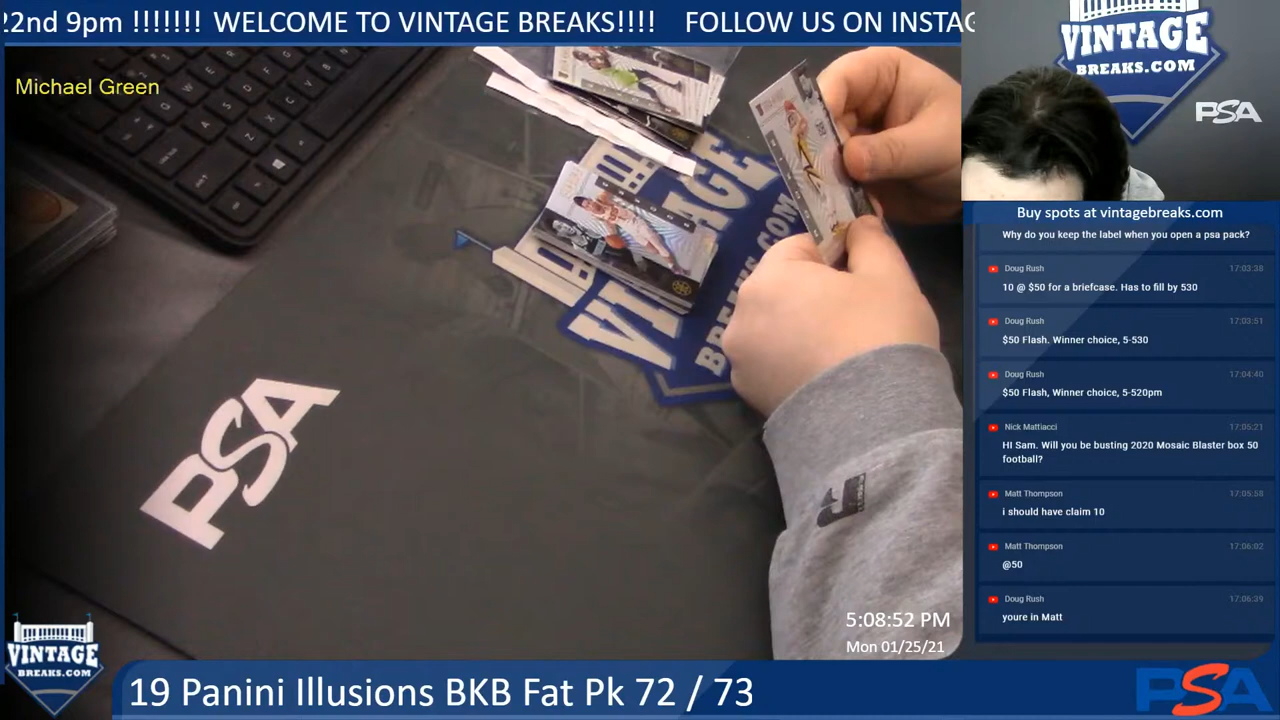 22nd 9pm !!!!!!! WELCOME TO VINTAGE BREAKS!!!! FOLLOW US ON INSTAG
Michael Green
VINTAGE
BREAKS.COM
PSA
Buy spots at vintagebreaks.com
Why do you keep the label when you open a psa pack?
Doug Rush 17:03:38
10 @ $50 for a briefcase. Has to fill by 530
Doug Rush 17:03:51
$50 Flash. Winner choice, 5-530
Doug Rush 17:04:40
$50 Flash, Winner choice, 5-520pm
Nick Mattiacci 17:05:21
HI Sam. Will you be busting 2020 Mosaic Blaster box 50
football?
Matt Thompson 17:05:58
i should have claim 10
Matt Thompson 17:06:02
@50
Doug Rush 17:06:39
youre in Matt
VINTAGE
BREAKS.COM
PSA
5:08:52 PM
Mon 01/25/21
VINTAGE
BREAKS.COM
19 Panini Illusions BKB Fat Pk 72 / 73
PSA